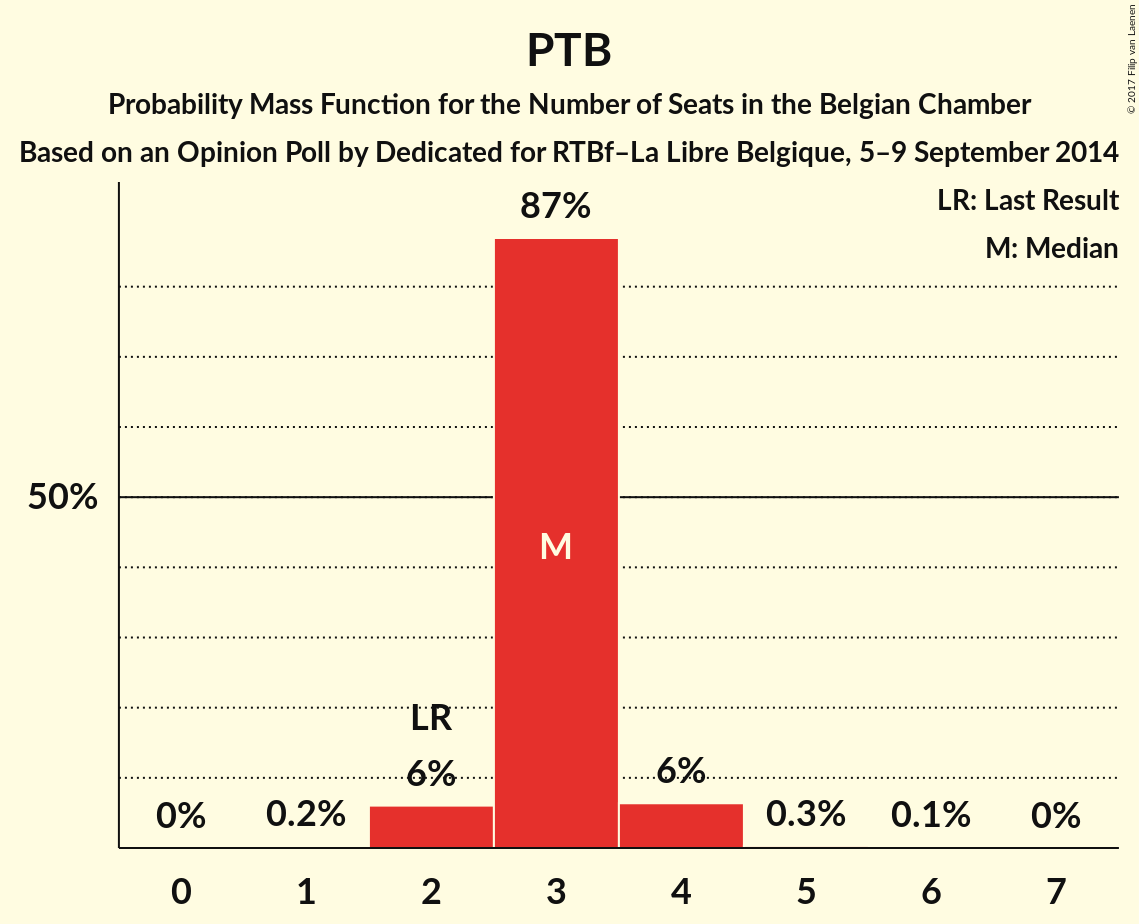 PTB
Probability Mass Function for the Number of Seats in the Belgian Chamber
Based on an Opinion Poll by Dedicated for RTBf–La Libre Belgique, 5–9 September 2014
© 2017 Filip van Laenen
LR: Last Result
M: Median
87%
50%
M
LR
6%
6%
0%
0.2%
0.3%
0.1%
0%
0 1 2 3 4 5 6 7